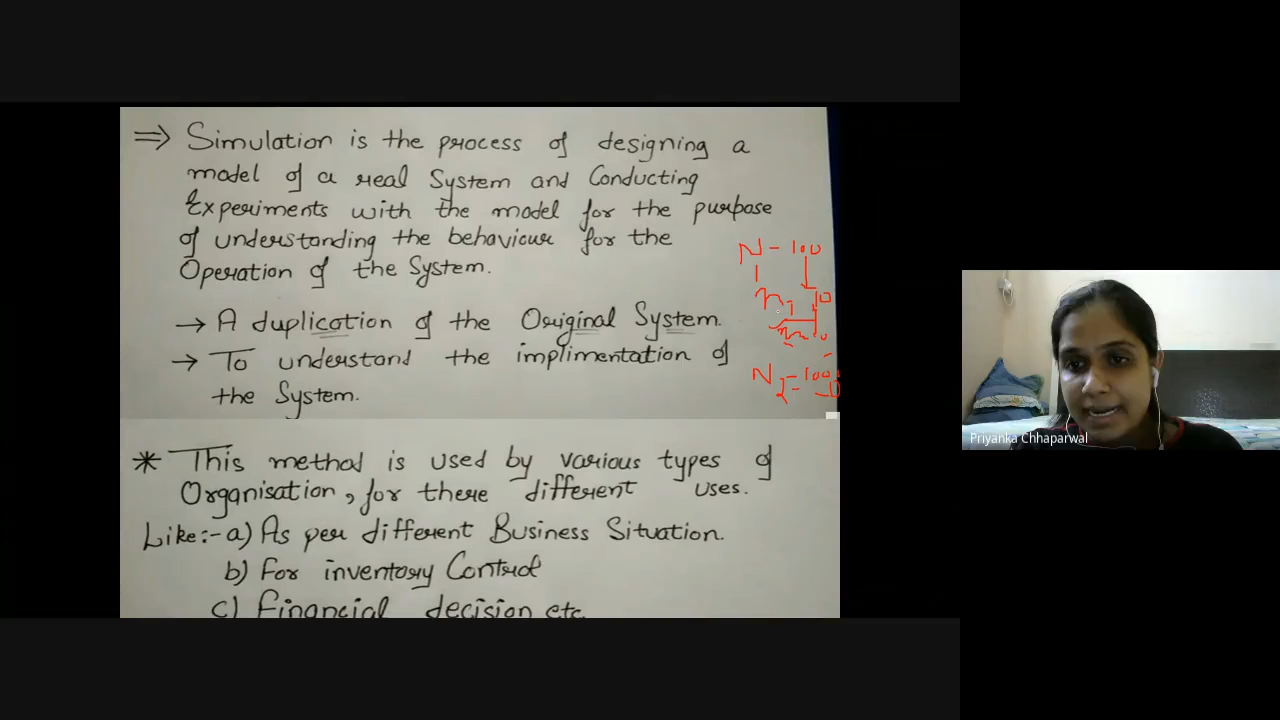 ⇒ Simulation is the process of designing a
model of a real System and Conducting
Experiments with the model for the purpose
of understanding the behaviour for the
Operation of the System.
→ A duplication of the Original System.
→ To understand the implimentation of
the System.
N - 100
* This method is used by various types of
Organisation, for there different uses.
Like:- a) As per different Business Situation.
b) For inventory Control
c) Financial decision etc
Priyanka Chhaparwal